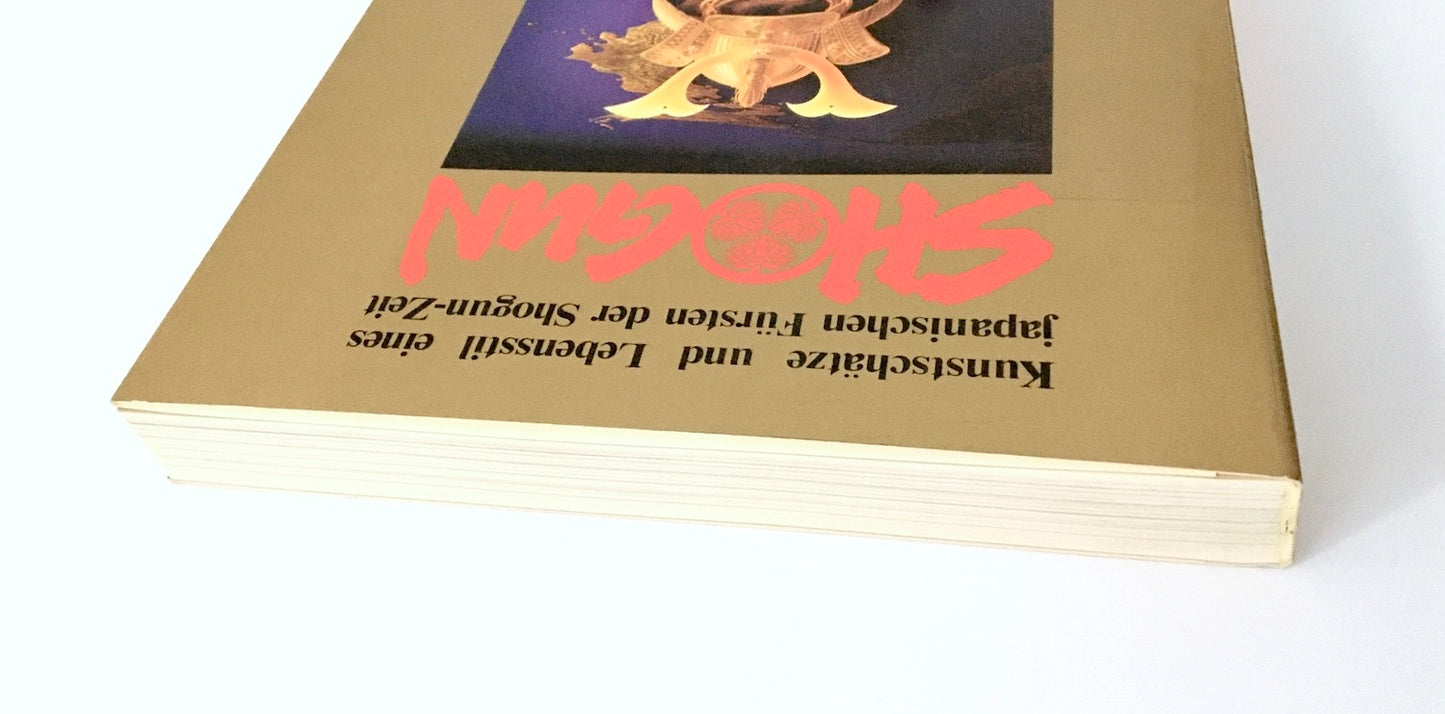 Kunstschätze und Lebensstil eines
japanischen Fürsten der Shogun-Zeit
SHOGUN